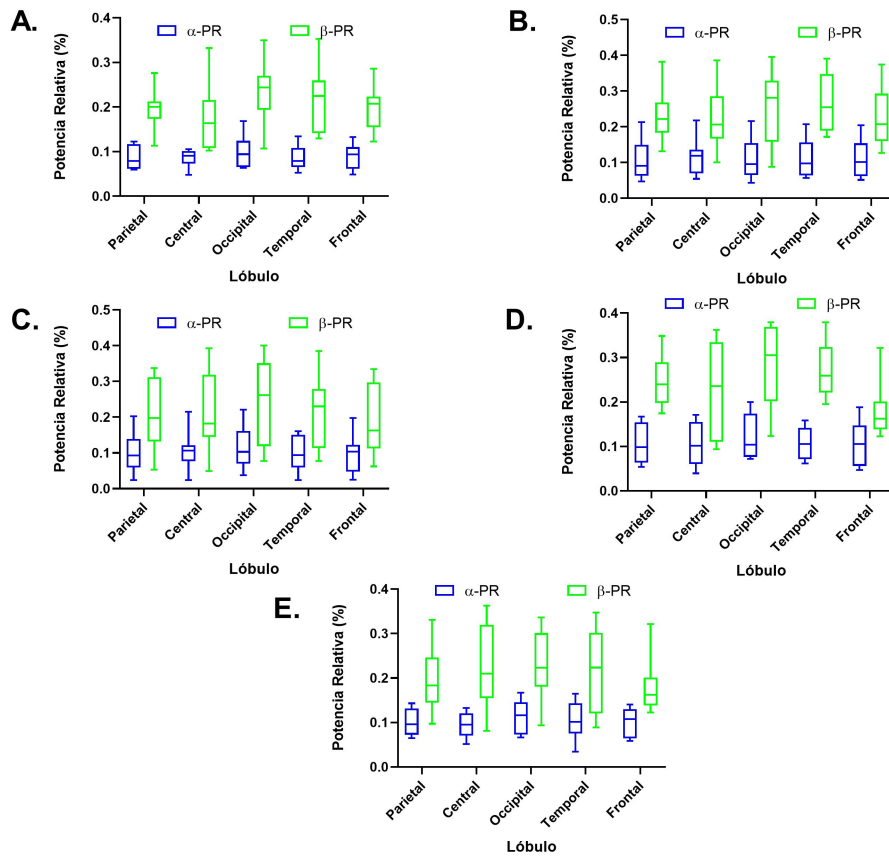 A.
α-PR β-PR
Potencia Relativa (%)
0.4
0.3
0.2
0.1
0.0
Parietal
Central
Occipital
Temporal
Frontal
Lóbulo
B.
α-PR β-PR
Potencia Relativa (%)
0.5
0.4
0.3
0.2
0.1
0.0
Parietal
Central
Occipital
Temporal
Frontal
Lóbulo
C.
α-PR β-PR
Potencia Relativa (%)
0.5
0.4
0.3
0.2
0.1
0.0
Parietal
Central
Occipital
Temporal
Frontal
Lóbulo
D.
α-PR β-PR
Potencia Relativa (%)
0.4
0.3
0.2
0.1
0.0
Parietal
Central
Occipital
Temporal
Frontal
Lóbulo
E.
α-PR β-PR
Potencia Relativa (%)
0.4
0.3
0.2
0.1
0.0
Parietal
Central
Occipital
Temporal
Frontal
Lóbulo